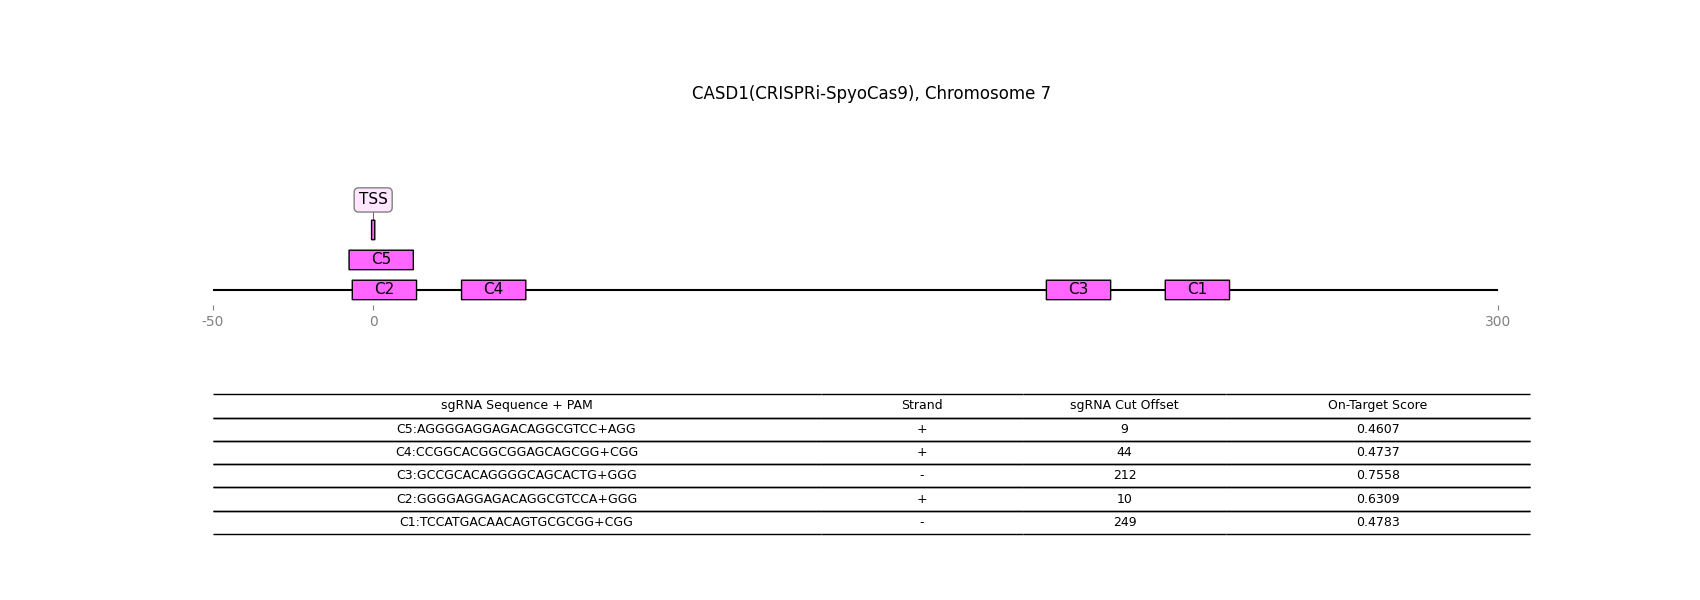 CASD1(CRISPRi-SpyoCas9), Chromosome 7
TSS
C5
C2 C4 C3 C1
-50 0 300
sgRNA Sequence + PAM Strand sgRNA Cut Offset On-Target Score
C5:AGGGGAGGAGACAGGCGTCC+AGG + 9 0.4607
C4:CCGGCACGGCGGAGCAGCGG+CGG + 44 0.4737
C3:GCCGCACAGGGGCAGCACTG+GGG - 212 0.7558
C2:GGGGAGGAGACAGGCGTCCA+GGG + 10 0.6309
C1:TCCATGACAACAGTGCGCGG+CGG - 249 0.4783